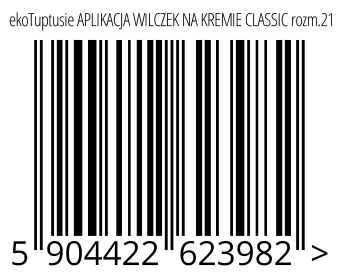 ekoTuptusie APLIKACJA WILCZEK NA KREMIE CLASSIC rozm.21
5 904422 623982 >